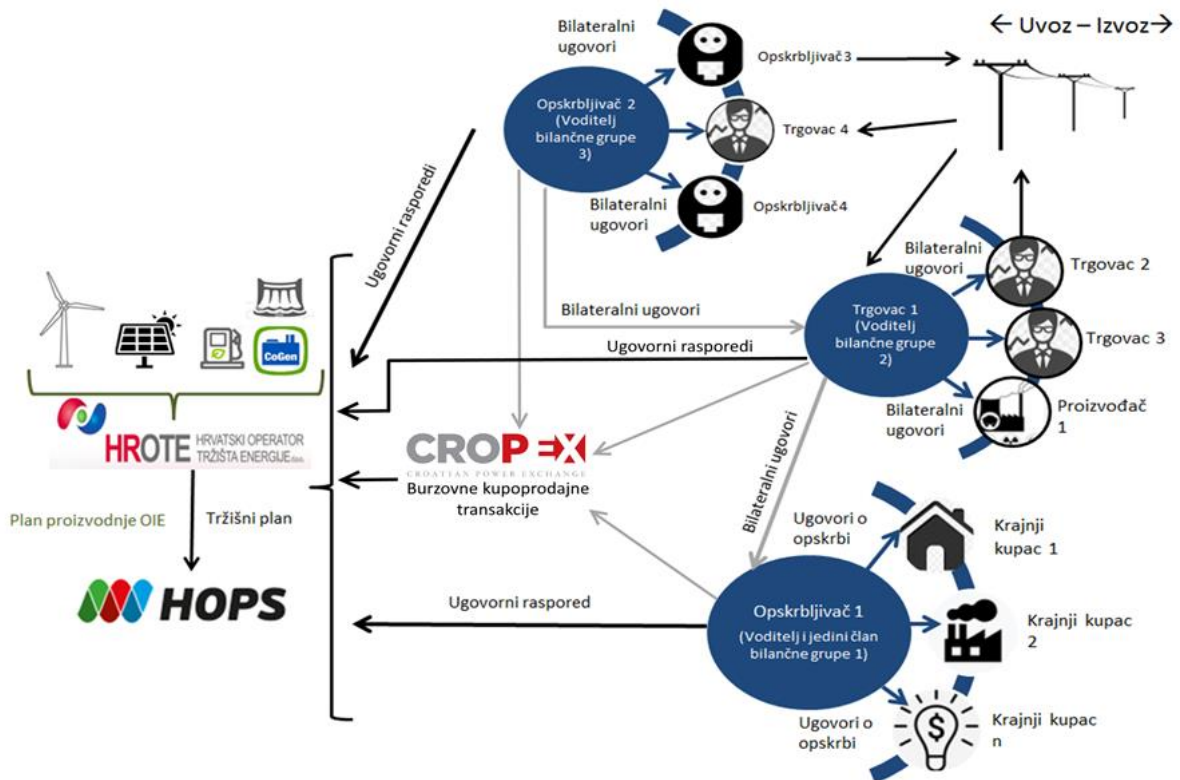 Bilateralni
ugovori
← Uvoz – Izvoz→
Opskrbljivač 3
Opskrbljivač 2
(Voditelj
bilančne grupe
3)
Trgovac 4
Bilateralni
ugovori
Opskrbljivač4
Ugovorni rasporedi
Bilateralni
ugovori
Trgovac 2
Bilateralni ugovori
Trgovac 1
(Voditelj
bilančne grupe
2)
Trgovac 3
Ugovorni rasporedi
Bilateralni
ugovori
Proizvođač
1
CoGen
HROTE
HRVATSKI OPERATOR
TRŽIŠTA ENERGIJE d.o.o.
CROPEX
CROATIAN POWER EXCHANGE
Burzovne kupoprodajne
transakcije
Bilateralni ugovori
Plan proizvodnje OIE
Tržišni plan
HOPS
Ugovori o
opskrbi
Krajnji
kupac 1
Ugovorni raspored
Opskrbljivač 1
(Voditelj i jedini član
bilančne grupe 1)
Krajnji kupac
2
Ugovori o
opskrbi
$
Krajnji kupac
n